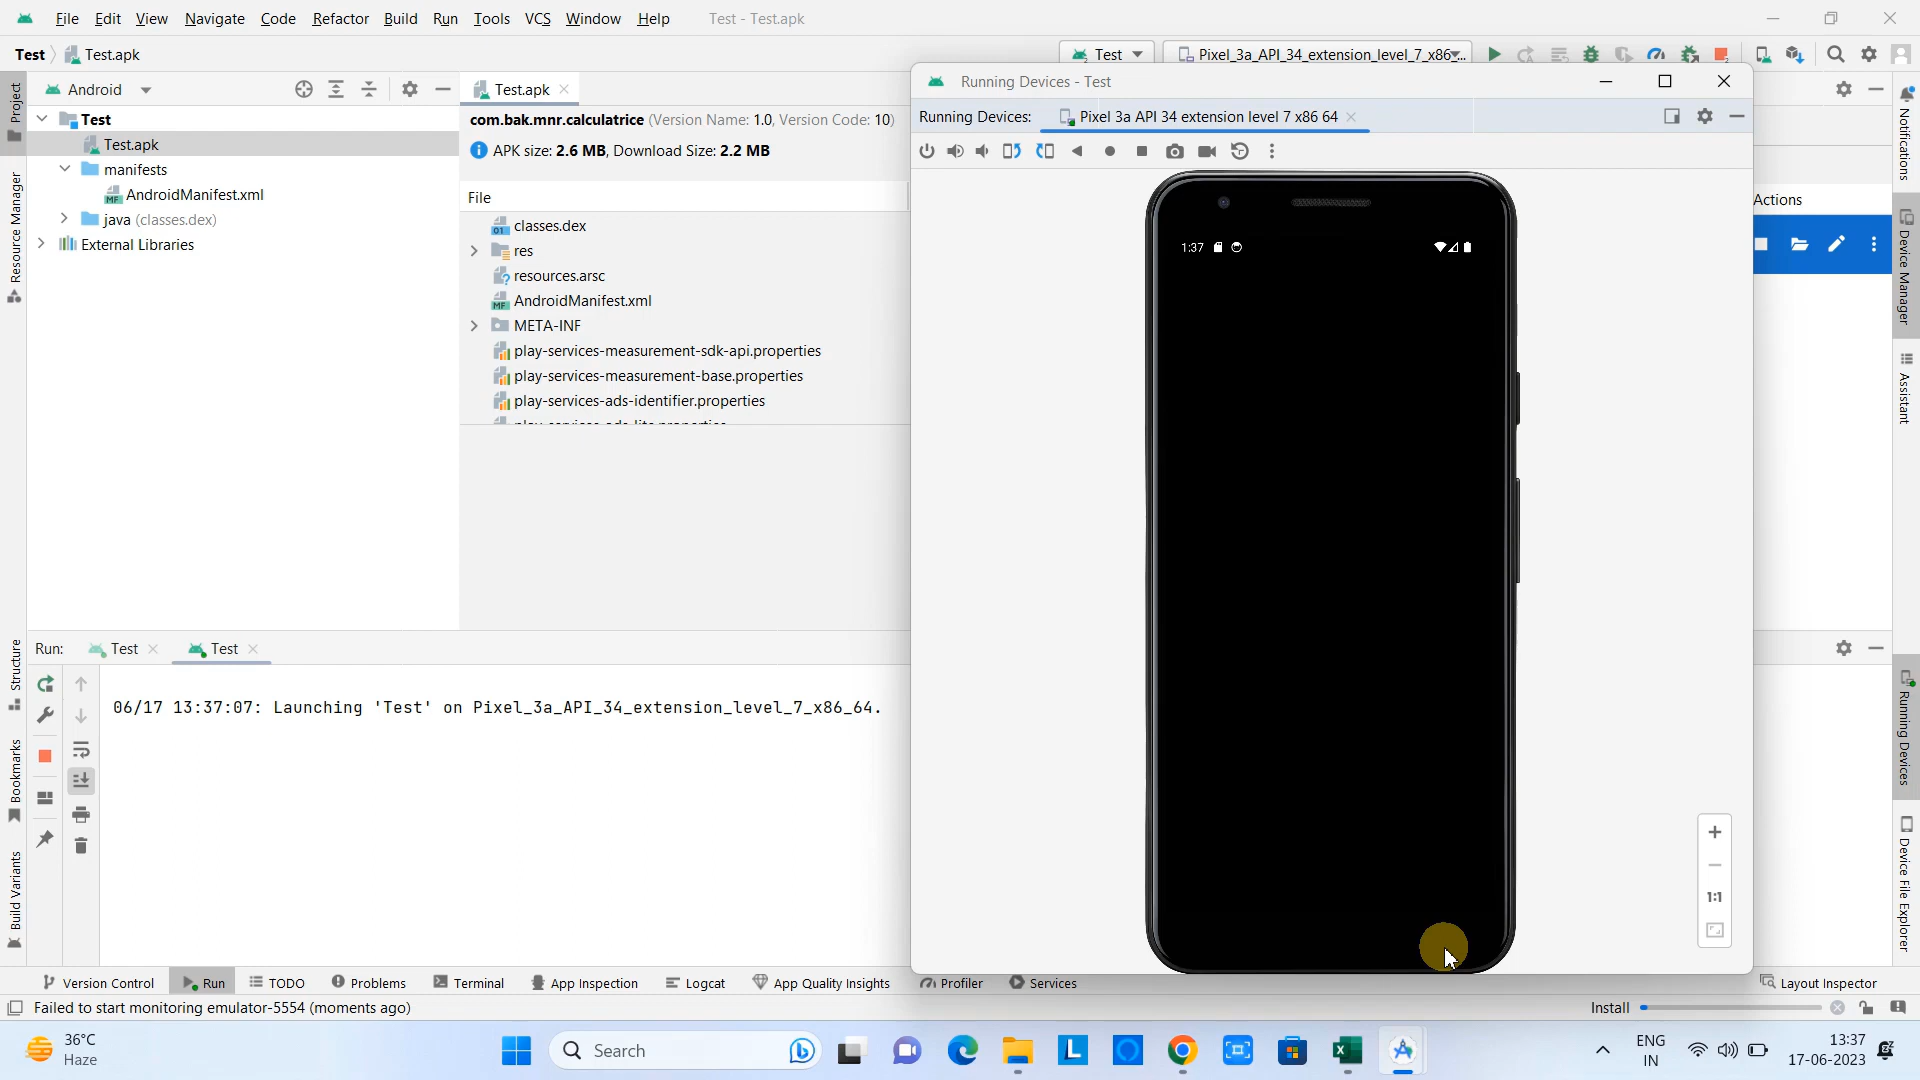 File Edit View Navigate Code Refactor Build Run Tools VCS Window Help Test - Test.apk
Test Test.apk
Test Pixel_3a_API_34_extension_level_7_x86_...
Android
Test.apk
Running Devices - Test
Running Devices: Pixel 3a API 34 extension level 7 x86 64
Test
Test.apk
manifests
AndroidManifest.xml
java (classes.dex)
External Libraries
com.bak.mnr.calculatrice (Version Name: 1.0, Version Code: 10)
APK size: 2.6 MB, Download Size: 2.2 MB
File
classes.dex
res
resources.arsc
AndroidManifest.xml
META-INF
play-services-measurement-sdk-api.properties
play-services-measurement-base.properties
play-services-ads-identifier.properties
1:37
Actions
1:1
Project
Resource Manager
Structure
Bookmarks
Build Variants
Notifications
Device Manager
Assistant
Running Devices
Device File Explorer
Run: Test Test
06/17 13:37:07: Launching 'Test' on Pixel_3a_API_34_extension_level_7_x86_64.
Version Control Run TODO Problems Terminal App Inspection Logcat App Quality Insights Profiler Services Layout Inspector
Failed to start monitoring emulator-5554 (moments ago)
Install
36°C
Haze
Search
ENG
IN
13:37
17-06-2023